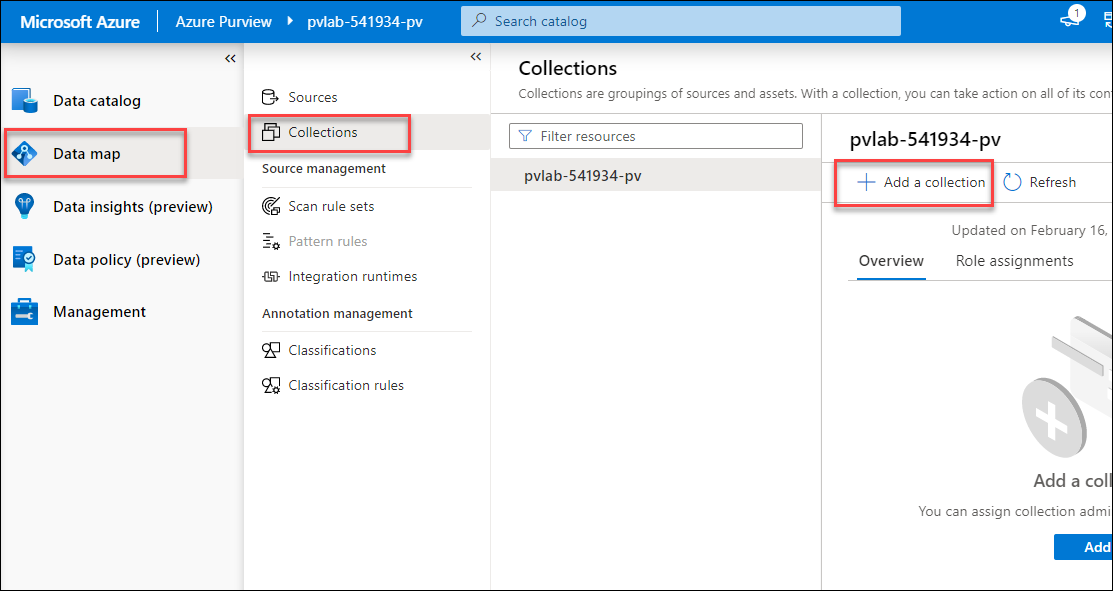 Microsoft Azure
Azure Purview
pvlab-541934-pv
Search catalog
1
Data catalog
Data map
Data insights (preview)
Data policy (preview)
Management
Sources
Collections
Source management
Scan rule sets
Pattern rules
Integration runtimes
Annotation management
Classifications
Classification rules
Collections
Collections are groupings of sources and assets. With a collection, you can take action on all of its con
Filter resources
pvlab-541934-pv
pvlab-541934-pv
Add a collection
Refresh
Updated on February 16,
Overview
Role assignments
Add a coll
You can assign collection admi
Add